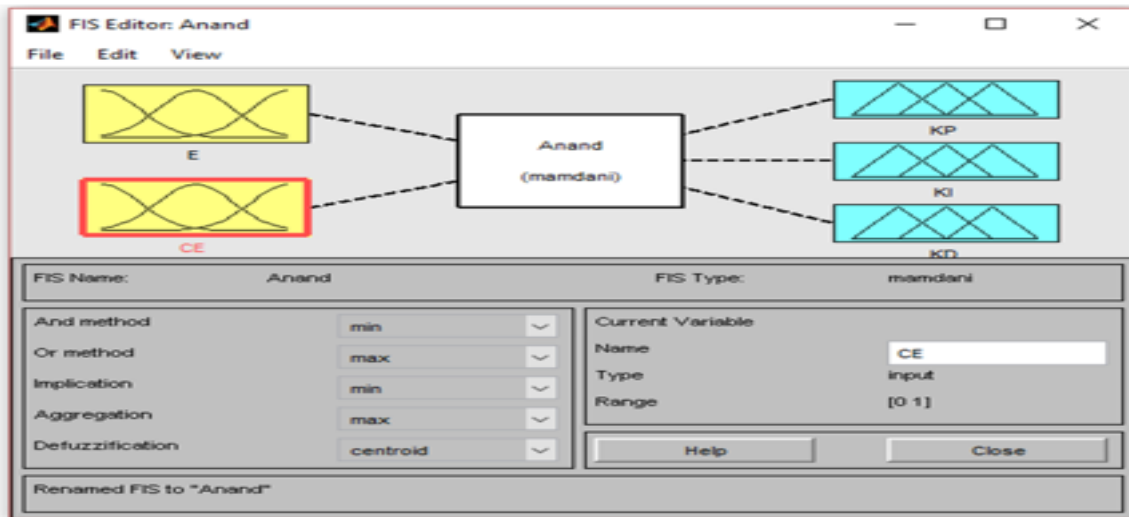 FIS Editor: Anand
File Edit View
E
CE
Anand
(mamdani)
KP
KI
KD
FIS Name: Anand FIS Type: mamdani
And method min
Or method max
Implication min
Aggregation max
Defuzzification centroid
Current Variable
Name CE
Type input
Range [0 1]
Help Close
Renamed FIS to "Anand"